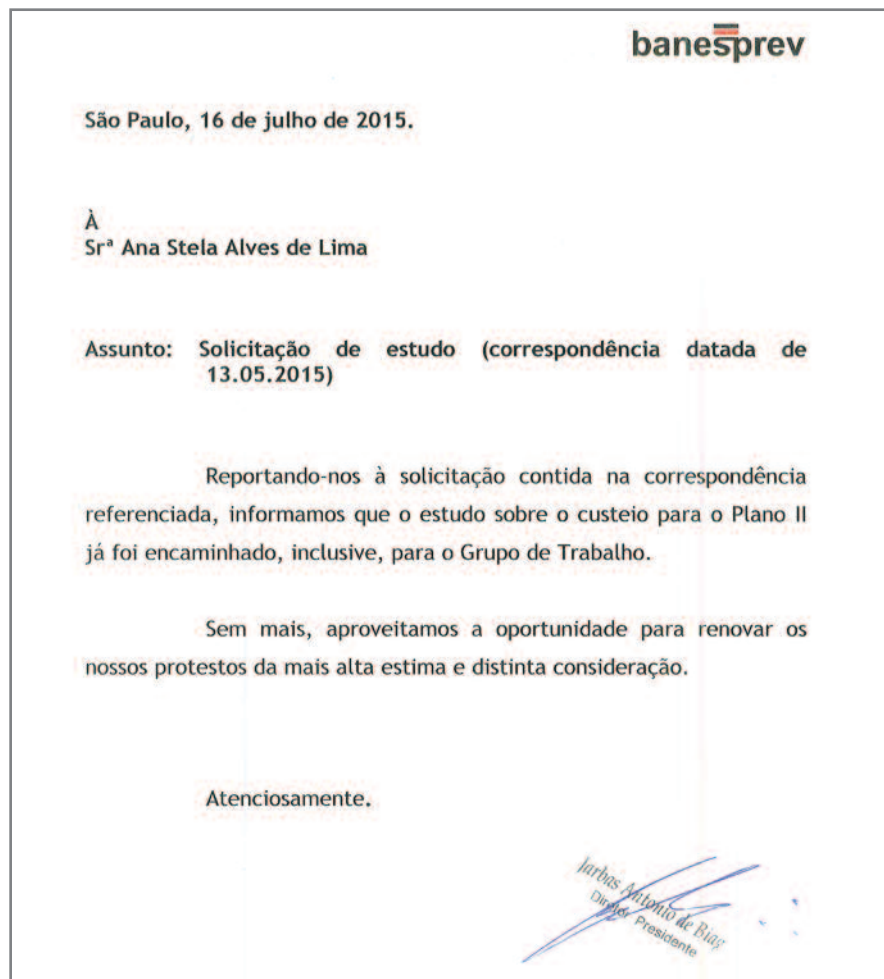 banesprev
São Paulo, 16 de julho de 2015.
À
Srª Ana Stela Alves de Lima
Assunto: Solicitação de estudo (correspondência datada de
13.05.2015)
Reportando-nos à solicitação contida na correspondência
referenciada, informamos que o estudo sobre o custeio para o Plano II
já foi encaminhado, inclusive, para o Grupo de Trabalho.
Sem mais, aproveitamos a oportunidade para renovar os
nossos protestos da mais alta estima e distinta consideração.
Atenciosamente.
Jarbas Antonio de Biagi
Diretor Presidente